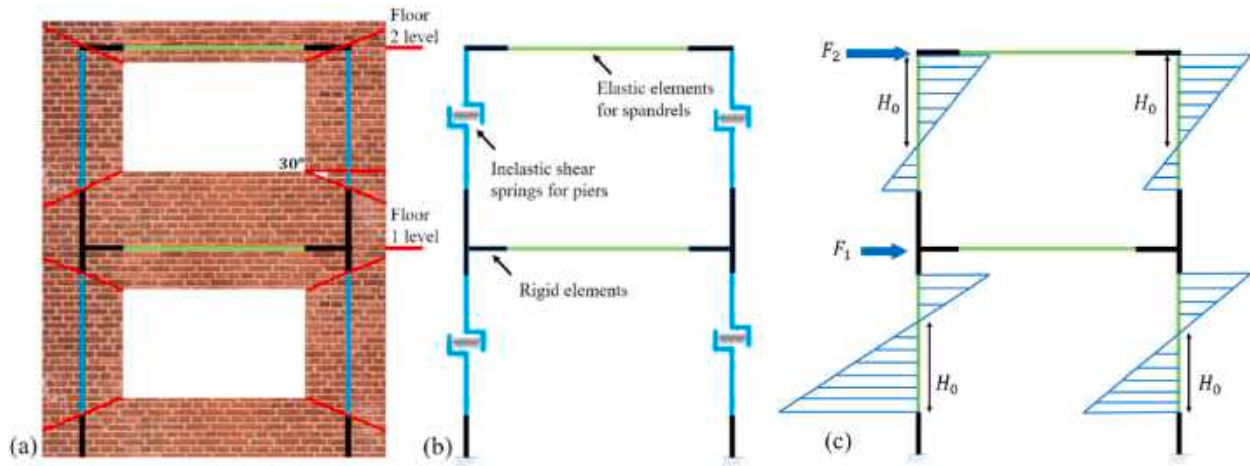 Floor
2 level
30°
Floor
1 level
(a)
Elastic elements
for spandrels
Inelastic shear
springs for piers
Rigid elements
(b)
F₂
H₀
H₀
F₁
H₀
H₀
(c)